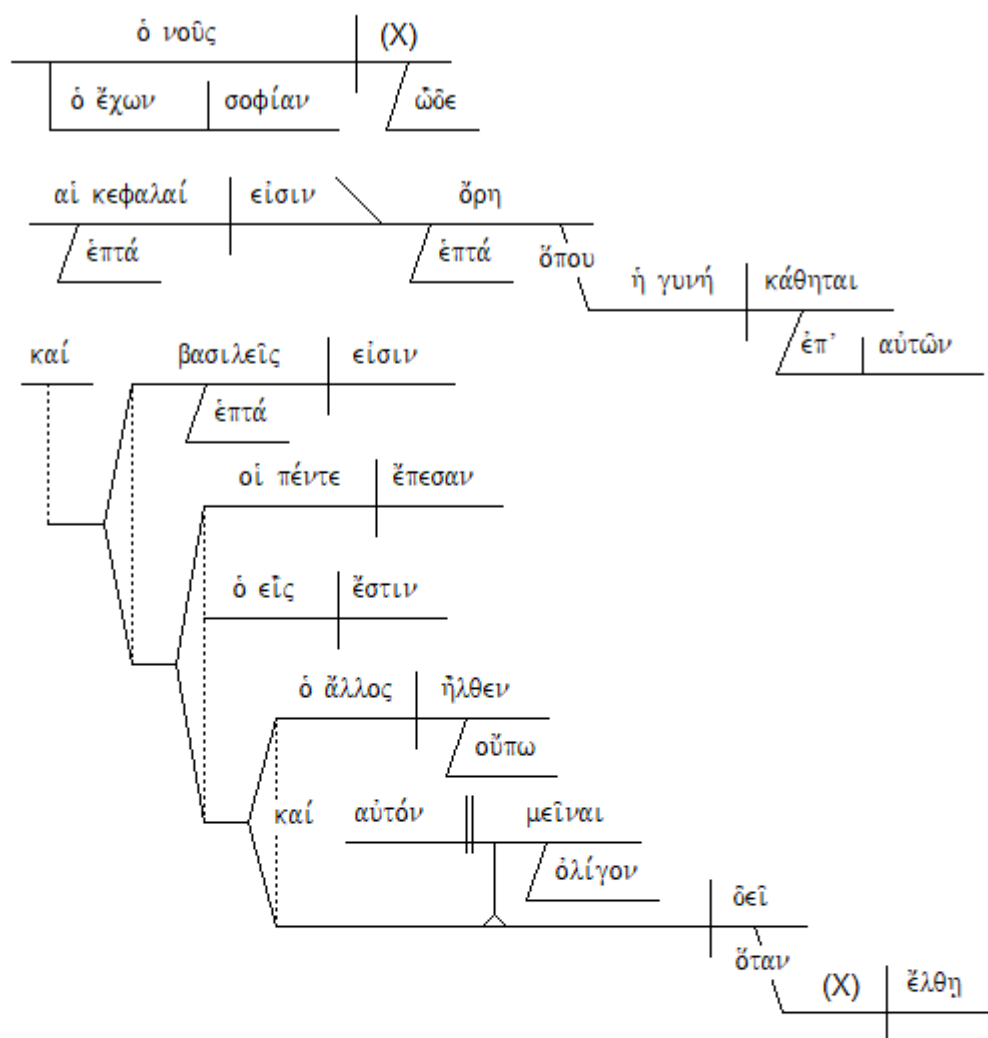 ὁ νοῦς (X)
ὁ ἔχων σοφίαν ὧδε
αἱ κεφαλαί εἰσιν ὄρη
ἑπτά ἑπτά ὅπου
ἡ γυνή κάθηται
ἐπ' αὐτῶν
καί βασιλεῖς εἰσιν
ἑπτά
οἱ πέντε ἔπεσαν
ὁ εἷς ἔστιν
ὁ ἄλλος ἦλθεν
οὔπω
καί αὐτόν μεῖναι
ὀλίγον
δεῖ
ὅταν
(X) ἔλθῃ